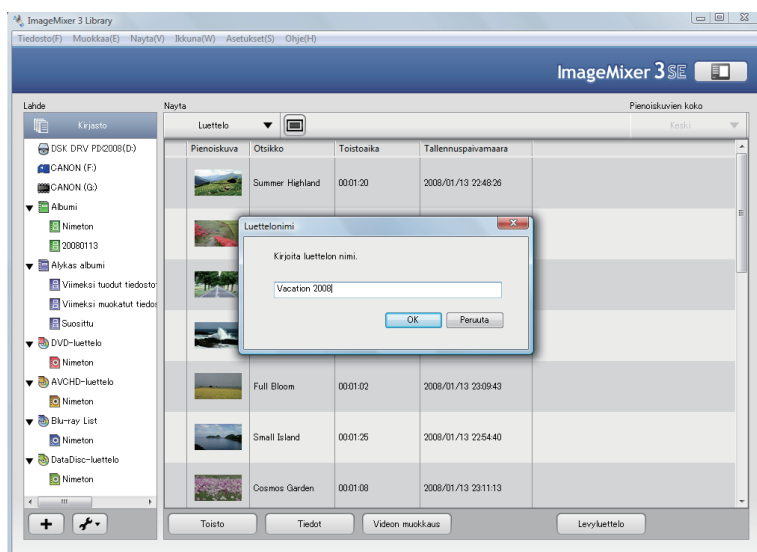 ImageMixer 3 Library
Tiedosto(F) Muokkaa(E) Nayta(V) Ikkuna(W) Asetukset(S) Ohje(H)
ImageMixer 3 SE
Lahde
Nayta
Pienoiskuvien koko
Kirjasto
Luettelo
Keski
DSK DRV PD2008(D:)
CANON (F:)
CANON (G:)
Albumi
Nimeton
20080113
Alykas albumi
Viimeksi tuodut tiedosto
Viimeksi muokatut tiedos
Suosittu
DVD-luettelo
Nimeton
AVCHD-luettelo
Nimeton
Blu-ray List
Nimeton
DataDisc-luettelo
Nimeton
Pienoiskuva Otsikko Toistoaika Tallennuspaivamaara
Summer Highland 00:01:20 2008/01/13 22:48:26
Luettelonimi
Kirjoita luettelon nimi.
Vacation 2008
OK Peruuta
Full Bloom 00:01:02 2008/01/13 23:09:43
Small Island 00:01:25 2008/01/13 22:54:40
Cosmos Garden 00:01:08 2008/01/13 23:11:13
Toisto Tiedot Videon muokkaus Levyluettelo